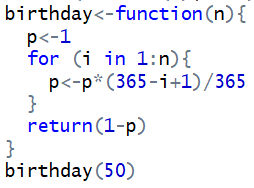 birthday<-function(n){
  p<-1
  for (i in 1:n){
    p<-p*(365-i+1)/365
  }
  return(1-p)
}
birthday(50)